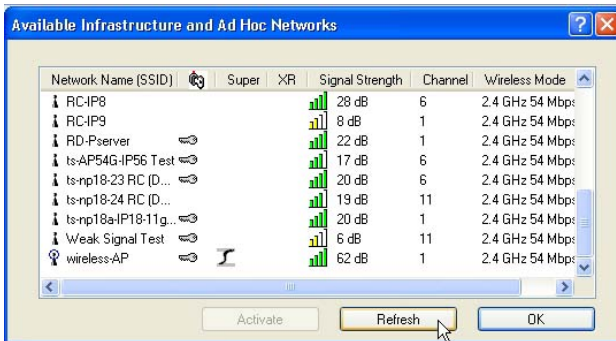 Available Infrastructure and Ad Hoc Networks
Network Name (SSID) Super XR Signal Strength Channel Wireless Mode
RC-IP8 28 dB 6 2.4 GHz 54 Mbps
RC-IP9 8 dB 1 2.4 GHz 54 Mbps
RD-Pserver 22 dB 1 2.4 GHz 54 Mbps
ts-AP54G-IP56 Test 17 dB 6 2.4 GHz 54 Mbps
ts-np18-23 RC (D... 20 dB 6 2.4 GHz 54 Mbps
ts-np18-24 RC (D... 19 dB 11 2.4 GHz 54 Mbps
ts-np18a-IP18-11g... 20 dB 1 2.4 GHz 54 Mbps
Weak Signal Test 6 dB 11 2.4 GHz 54 Mbps
wireless-AP 62 dB 1 2.4 GHz 54 Mbps
Activate Refresh OK